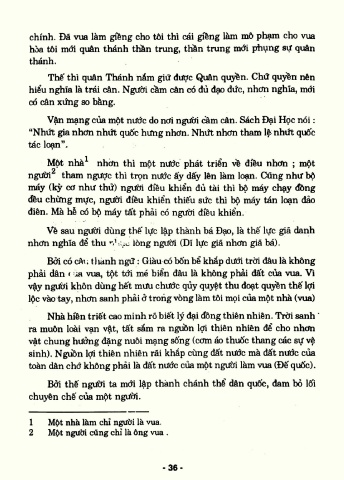 chính. Đã vua làm giềng cho tôi thì cái giềng làm mô phạm cho vua
hòa tôi mới quân thánh thần trung, thần trung mới phụng sự quân
thánh.
Thế thì quân Thánh nắm giữ được Quân quyền. Chữ quyền nên
hiểu nghĩa là trái cân. Người cầm cân có đủ đạo đức, nhơn nghĩa, mới
có cân xứng so bằng.
Vận mạng của một nước do nơi người cầm cân. Sách Đại Học nói :
"Nhứt gia nhơn nhứt quốc hưng nhơn. Nhứt nhơn tham lệ nhứt quốc
tác loạn".
Một nhà1 nhơn thì một nước phát triển về điều nhơn ; một
người2 tham ngược thì trọn nước ấy dấy lên làm loạn. Cũng như bộ
máy (kỳ cơ như thử) người điều khiển đủ tài thì bộ máy chạy đồng
đều chừng mực, người điều khiển thiếu sức thì bộ máy tán loạn đảo
điên. Mà hễ có bộ máy tất phải có người điều khiển.
Về sau người dùng thế lực lập thành bá Đạo, là thế lực giả danh
nhơn nghĩa để thu phục lòng người (Dĩ lực giả nhơn giả bá).
Bởi có câu thành ngữ : Giàu có bốn bể khắp dưới trời đâu là không
phải dân của vua, tột tới mé biển đâu là không phải đất của vua. Vì
vậy người khôn dùng hết mưu chước qủy quyệt thu đoạt quyền thế lợi
lộc vào tay, nhơn sanh phải ở trong vòng làm tôi mọi của một nhà (vua)
Nhà hiền triết cao minh rõ biết lý đại đồng thiên nhiên. Trời sanh
ra muôn loài vạn vật, tất sắm ra nguồn lợi thiên nhiên để cho nhơn
vật chung hưởng đặng nuôi mạng sống (cơm áo thuốc thang các sự vệ
sinh). Nguồn lợi thiên nhiên rải khắp cùng đất nước mà đất nước của
toàn dân chớ không phải là đất nước của một người làm vua (Đế quốc).
Bởi thế người ta mới lập thành chánh thể dân quốc, đam bỏ lối
chuyên chế của một người.
1 Một nhà làm chỉ người là vua.
2 Một người cũng chỉ là ông vua .
- 36 -